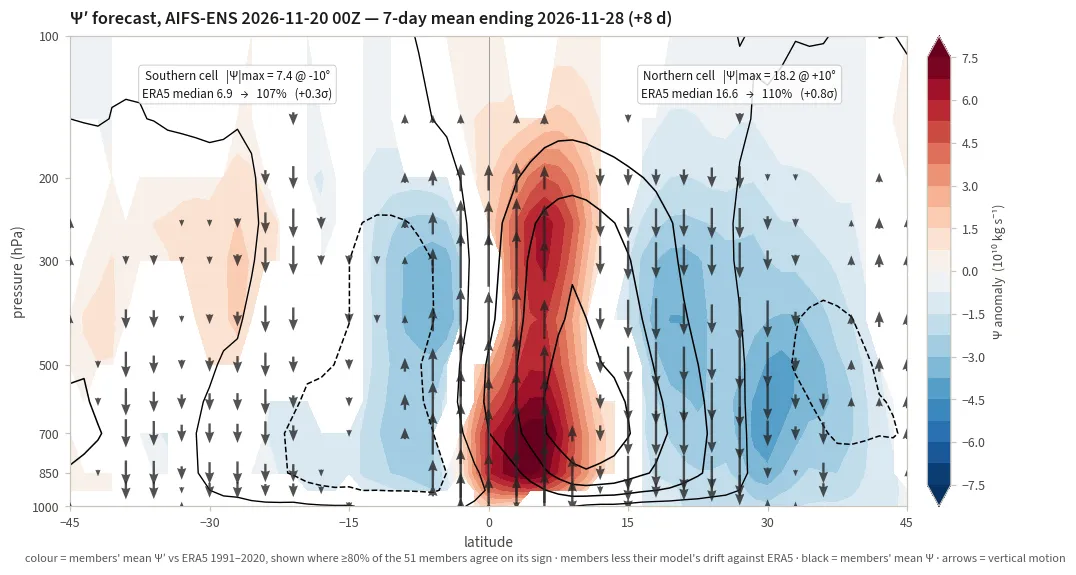 Ψ′ forecast, AIFS-ENS 2026-11-20 00Z — 7-day mean ending 2026-11-28 (+8 d)
Southern cell |Ψ|max = 7.4 @ -10°
ERA5 median 6.9 → 107% (+0.3σ)
Northern cell |Ψ|max = 18.2 @ +10°
ERA5 median 16.6 → 110% (+0.8σ)
pressure (hPa)
100
200
300
400
500
700
850
1000
−45
−30
−15
0
15
30
45
latitude
7.5
6.0
4.5
3.0
1.5
0.0
−1.5
−3.0
−4.5
−6.0
−7.5
Ψ anomaly (10¹⁰ kg s⁻¹)
colour = members' mean Ψ′ vs ERA5 1991–2020, shown where ≥80% of the 51 members agree on its sign · members less their model's drift against ERA5 · black = members' mean Ψ · arrows = vertical motion